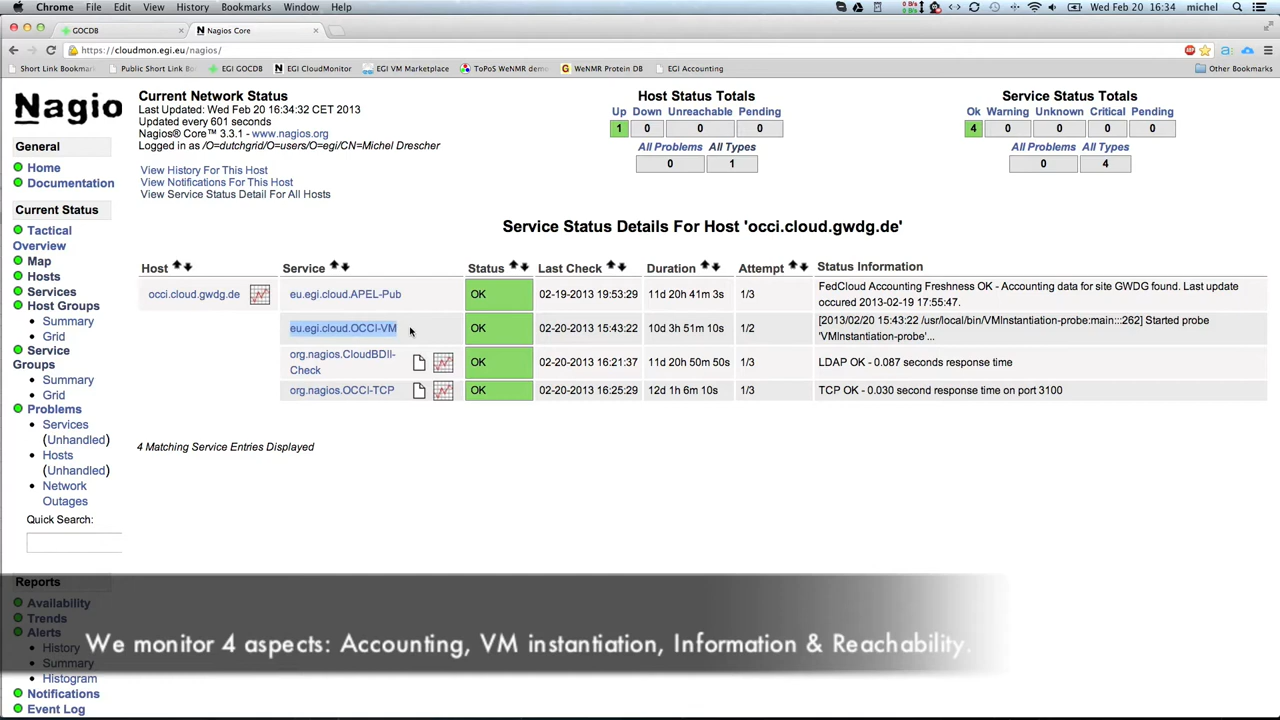 Chrome File Edit View History Bookmarks Window Help
0 B/s
0 B/s
Wed Feb 20 16:34 michel
GOCDB
Nagios Core
https://cloudmon.egi.eu/nagios/
Short Link Bookmar
Public Short Link B
EGI GOCDB
EGI CloudMonitor
EGI VM Marketplace
ToPoS WeNMR dem
WeNMR Protein DB
EGI Accounting
Other Bookmarks
Nagio
General
Home
Documentation
Current Status
Tactical
Overview
Map
Hosts
Services
Host Groups
Summary
Grid
Service
Groups
Summary
Grid
Problems
Services
(Unhandled)
Hosts
(Unhandled)
Network
Outages
Quick Search:
Reports
Availability
Trends
Alerts
History
Summary
Histogram
Notifications
Event Log
Current Network Status
Last Updated: Wed Feb 20 16:34:32 CET 2013
Updated every 601 seconds
Nagios® Core™ 3.3.1 - www.nagios.org
Logged in as /O=dutchgrid/O=users/O=egi/CN=Michel Drescher
View History For This Host
View Notifications For This Host
View Service Status Detail For All Hosts
Host Status Totals
Up Down Unreachable Pending
1 0 0 0
All Problems All Types
0 1
Service Status Totals
Ok Warning Unknown Critical Pending
4 0 0 0 0
All Problems All Types
0 4
Service Status Details For Host 'occi.cloud.gwdg.de'
Host Service Status Last Check Duration Attempt Status Information
occi.cloud.gwdg.de eu.egi.cloud.APEL-Pub OK 02-19-2013 19:53:29 11d 20h 41m 3s 1/3 FedCloud Accounting Freshness OK - Accounting data for site GWDG found. Last update
occured 2013-02-19 17:55:47.
eu.egi.cloud.OCCI-VM OK 02-20-2013 15:43:22 10d 3h 51m 10s 1/2 [2013/02/20 15:43:22 /usr/local/bin/VMInstantiation-probe:main:::262] Started probe
'VMInstantiation-probe'...
org.nagios.CloudBDII-
Check OK 02-20-2013 16:21:37 11d 20h 50m 50s 1/3 LDAP OK - 0.087 seconds response time
org.nagios.OCCI-TCP OK 02-20-2013 16:25:29 12d 1h 6m 10s 1/3 TCP OK - 0.030 second response time on port 3100
4 Matching Service Entries Displayed
We monitor 4 aspects: Accounting, VM instantiation, Information & Reachability.